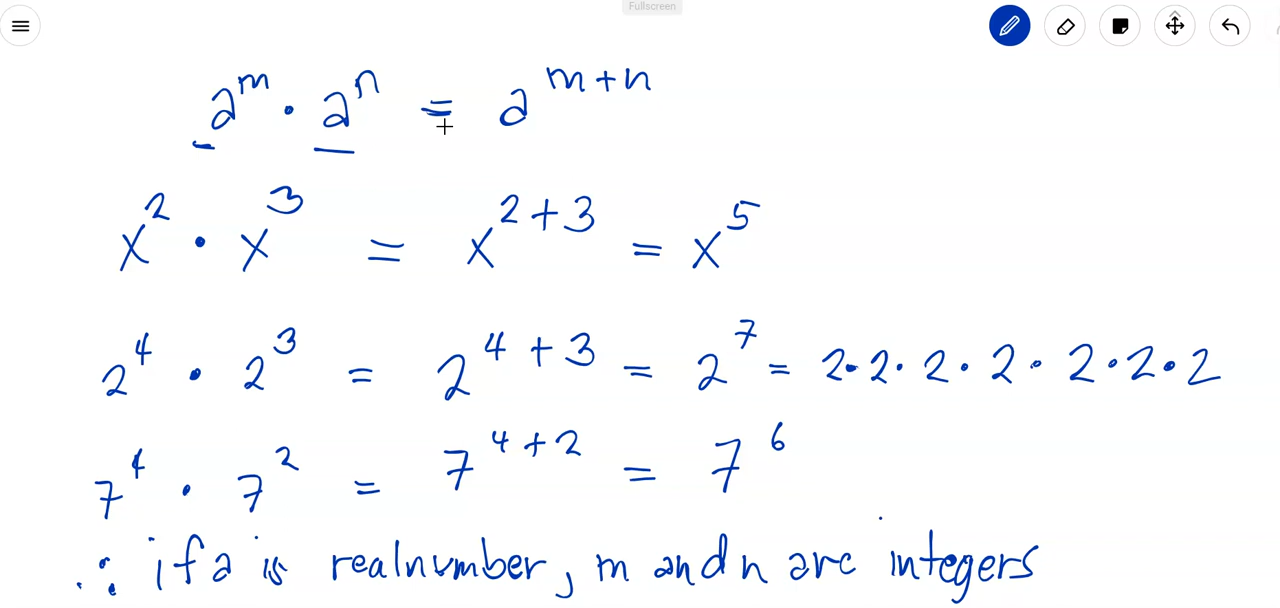 Fullscreen
a^m · a^n = a^{m+n}
x^2 · x^3 = x^{2+3} = x^5
2^4 · 2^3 = 2^{4+3} = 2^7 = 2·2·2·2·2·2·2
7^4 · 7^2 = 7^{4+2} = 7^6
∴ if a is realnumber, m and n are integers